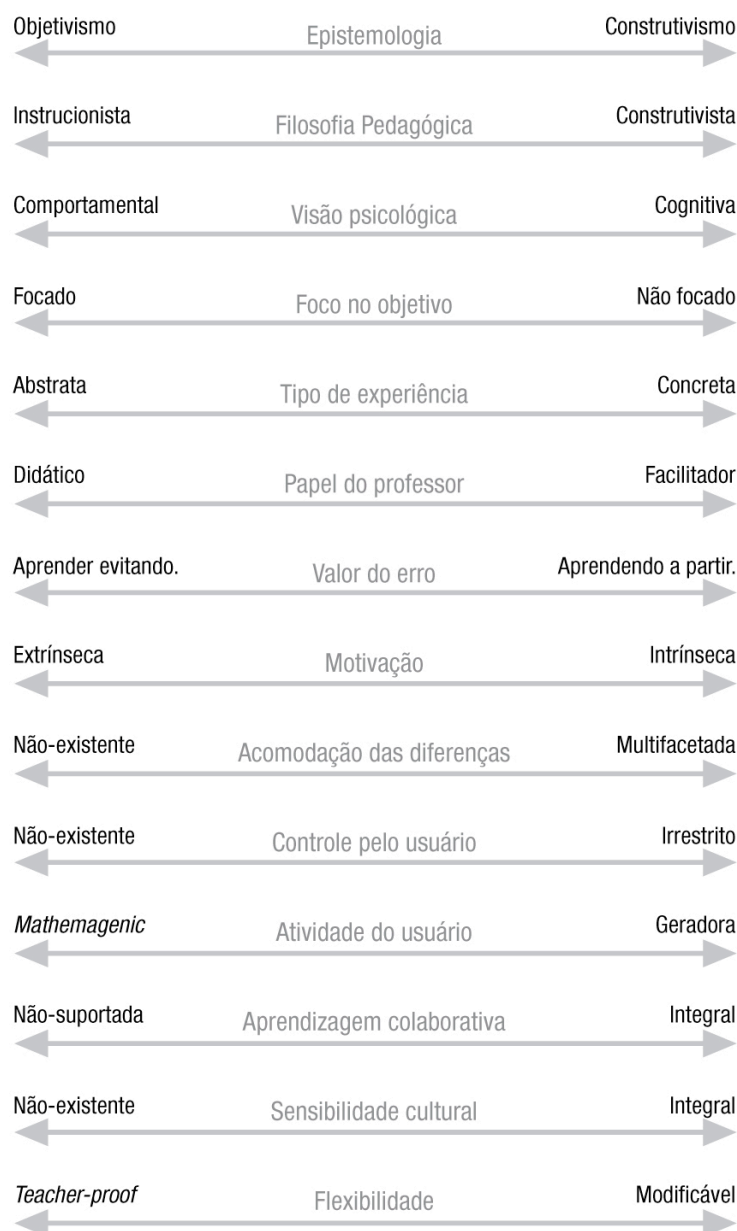 Objetivismo Epistemologia Construtivismo
Instrucionista Filosofia Pedagógica Construtivista
Comportamental Visão psicológica Cognitiva
Focado Foco no objetivo Não focado
Abstrata Tipo de experiência Concreta
Didático Papel do professor Facilitador
Aprender evitando. Valor do erro Aprendendo a partir.
Extrínseca Motivação Intrínseca
Não-existente Acomodação das diferenças Multifacetada
Não-existente Controle pelo usuário Irrestrito
Mathemagenic Atividade do usuário Geradora
Não-suportada Aprendizagem colaborativa Integral
Não-existente Sensibilidade cultural Integral
Teacher-proof Flexibilidade Modificável